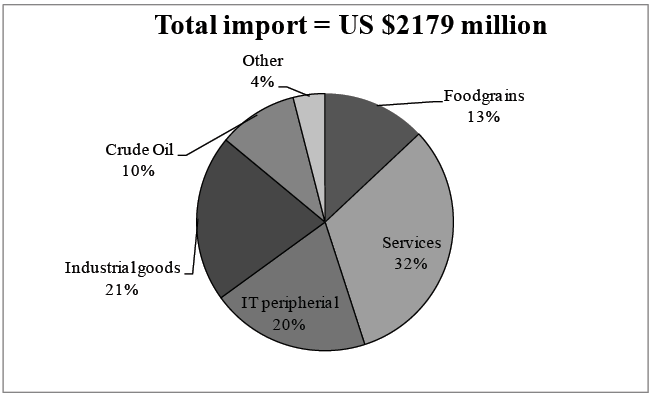 Total import = US $2179 million
Other
4%
Foodgrains
13%
Crude Oil
10%
Services
32%
Industrial goods
21%
IT peripherial
20%